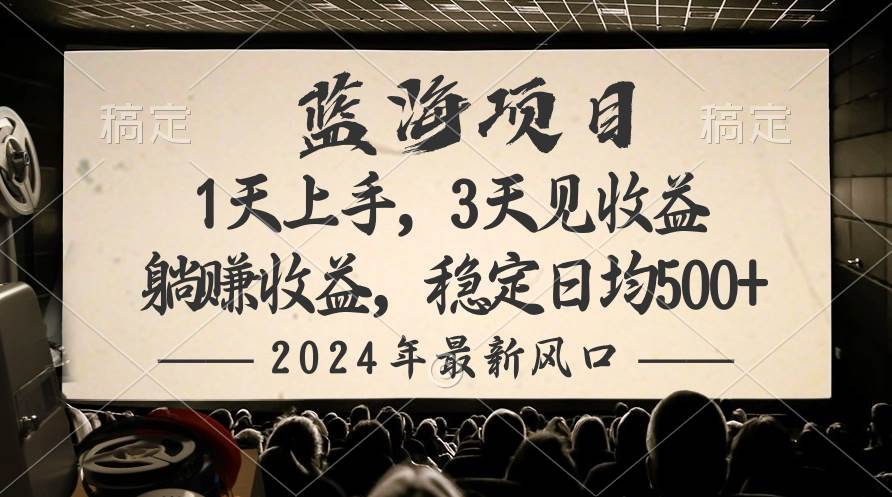 蓝海项目
稿定
稿定
1天上手，3天见收益
躺赚收益，稳定日均500+
2024年最新风口